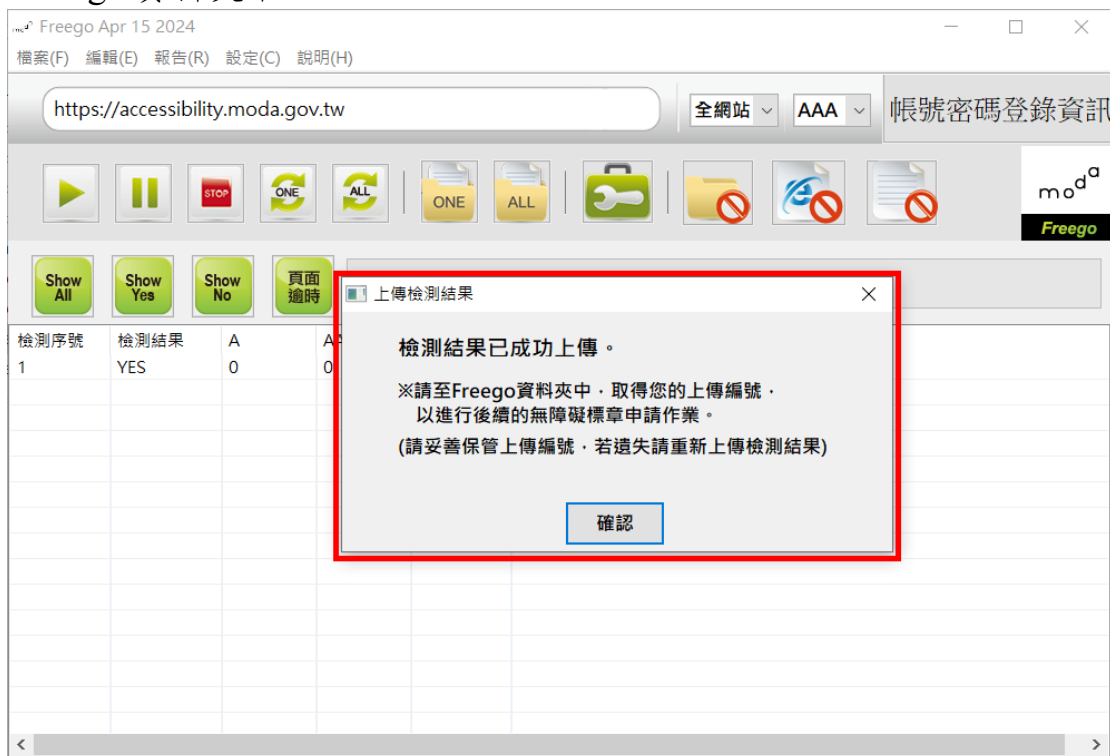 Freego Apr 15 2024
檔案(F) 編輯(E) 報告(R) 設定(C) 說明(H)
https://accessibility.moda.gov.tw 全網站 AAA 帳號密碼登錄資訊
STOP ONE ALL ONE ALL moda
Freego
Show All Show Yes Show No 頁面逾時
上傳檢測結果
檢測序號 檢測結果 A
1 YES 0 0
檢測結果已成功上傳。
※請至Freego資料夾中，取得您的上傳編號，
以進行後續的無障礙標章申請作業。
(請妥善保管上傳編號，若遺失請重新上傳檢測結果)
確認